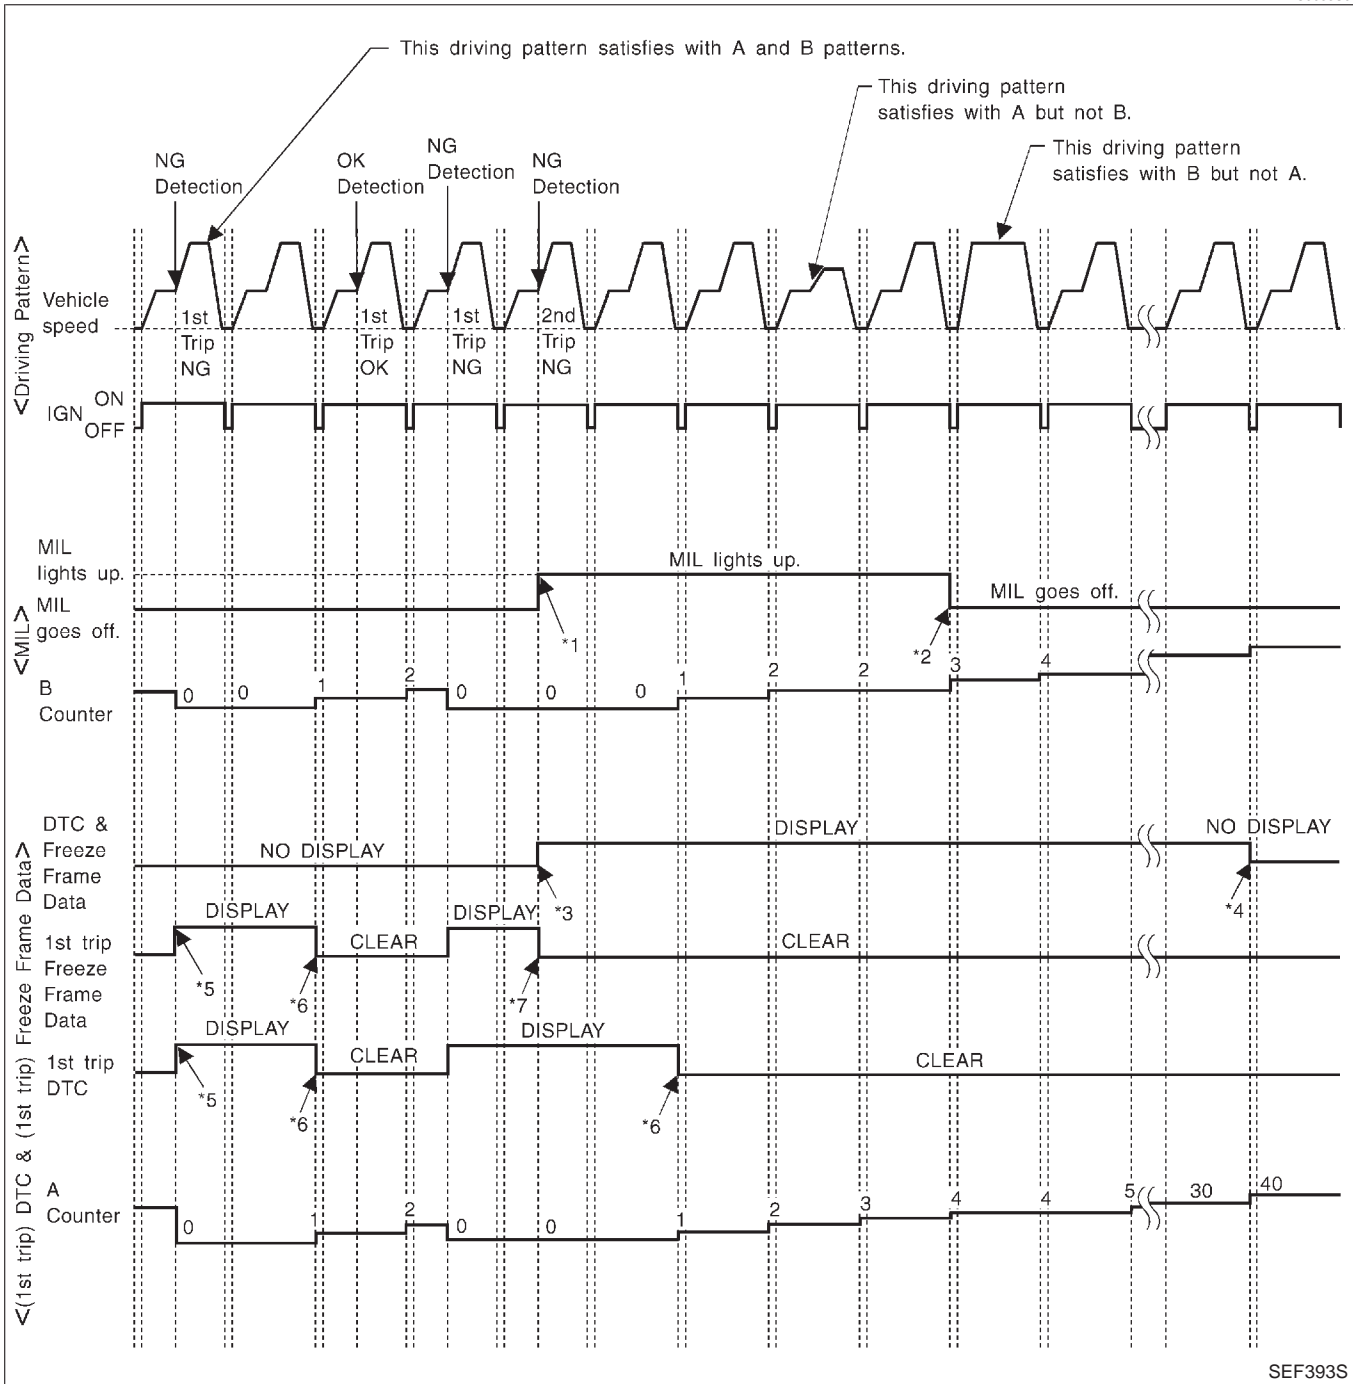 This driving pattern satisfies with A and B patterns.
This driving pattern
satisfies with A but not B.
This driving pattern
satisfies with B but not A.
NG
Detection
OK
Detection
NG
Detection
NG
Detection
<Driving Pattern>
Vehicle
speed
1st
Trip
NG
1st
Trip
OK
1st
Trip
NG
2nd
Trip
NG
IGN
ON
OFF
<MIL>
MIL
lights up.
MIL
goes off.
MIL lights up.
MIL goes off.
*1
*2
B
Counter
0 0 1 2 0 0 0 1 2 2 3 4
<(1st trip) DTC & (1st trip) Freeze Frame Data>
DTC &
Freeze
Frame
Data
NO DISPLAY
DISPLAY
NO DISPLAY
*3
*4
1st trip
Freeze
Frame
Data
DISPLAY
CLEAR
DISPLAY
CLEAR
*5
*6
*7
1st trip
DTC
DISPLAY
CLEAR
DISPLAY
CLEAR
*5
*6
*6
A
Counter
0 1 2 0 0 1 2 3 4 4 5 30 40
SEF393S